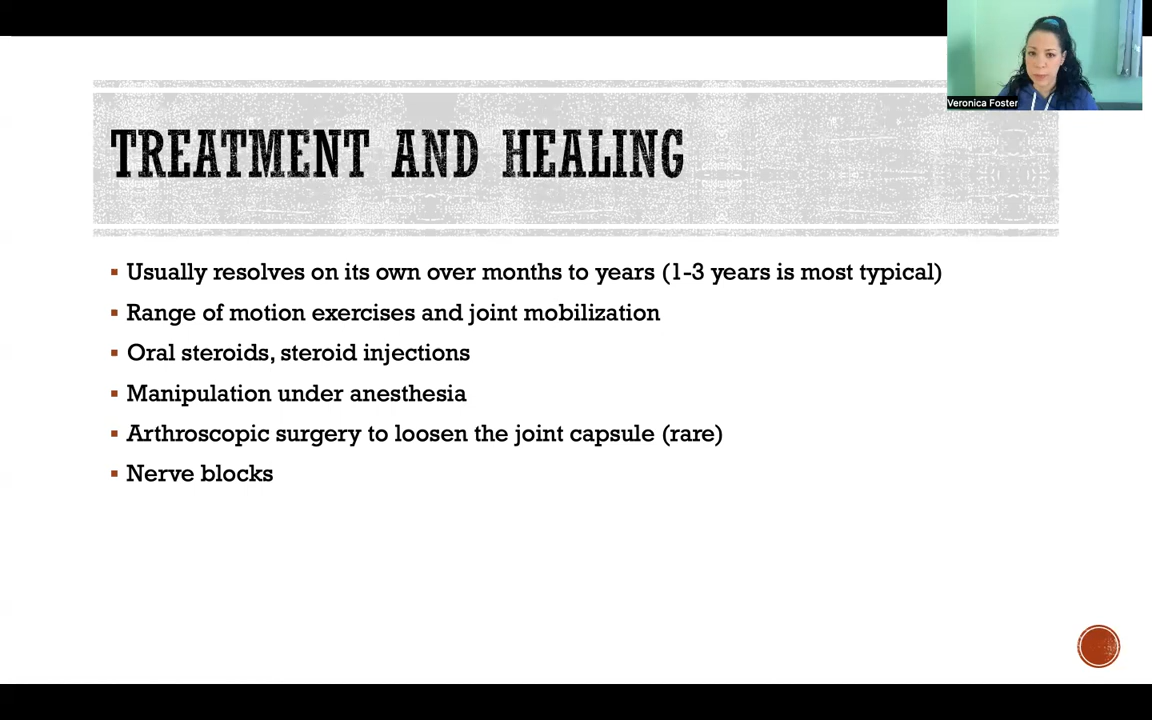 Veronica Foster
TREATMENT AND HEALING
Usually resolves on its own over months to years (1-3 years is most typical)
Range of motion exercises and joint mobilization
Oral steroids, steroid injections
Manipulation under anesthesia
Arthroscopic surgery to loosen the joint capsule (rare)
Nerve blocks